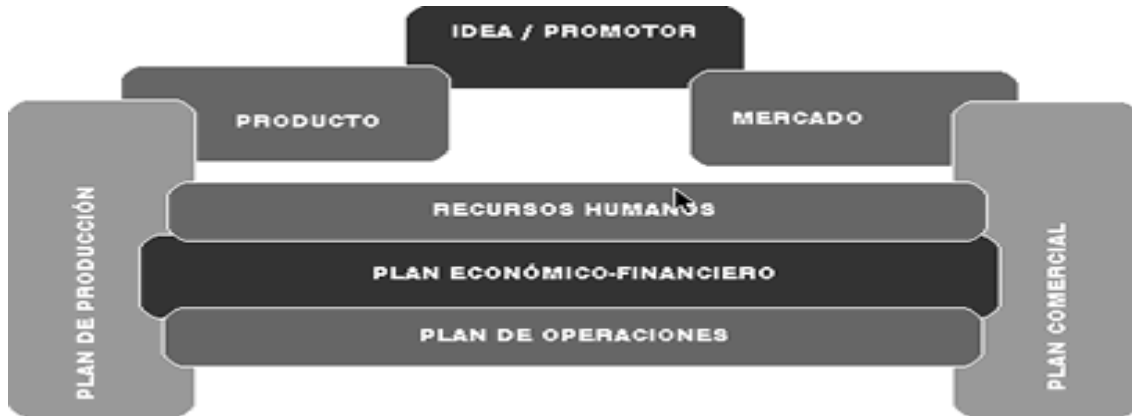 IDEA / PROMOTOR
PRODUCTO
MERCADO
PLAN DE PRODUCCIÓN
RECURSOS HUMANOS
PLAN ECONÓMICO-FINANCIERO
PLAN DE OPERACIONES
PLAN COMERCIAL